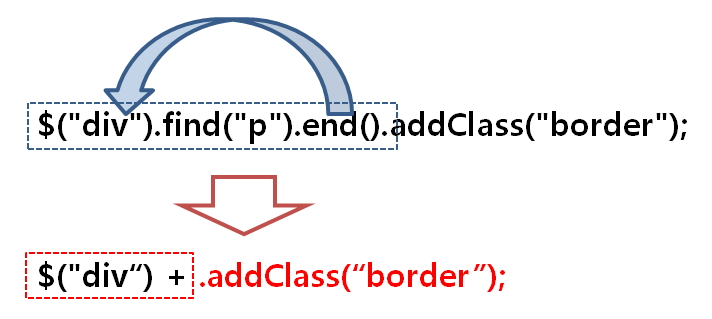 $("div").find("p").end().addClass("border");
$("div“) + .addClass(“border”);